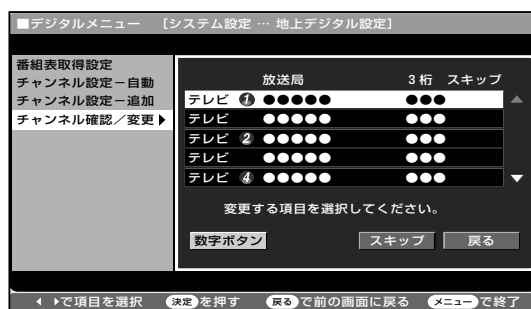 ■デジタルメニュー [システム設定 … 地上デジタル設定]
番組表取得設定
チャンネル設定－自動
チャンネル設定－追加
チャンネル確認／変更▶
放送局 3桁 スキップ
テレビ ❶ ●●●●● ●●● ▲
テレビ ●●●●● ●●●
テレビ ❷ ●●●●● ●●●
テレビ ●●●●● ●●●
テレビ ❹ ●●●●● ●●● ▼
変更する項目を選択してください。
数字ボタン スキップ 戻る
◀ ▶で項目を選択 決定を押す 戻るで前の画面に戻る メニューで終了